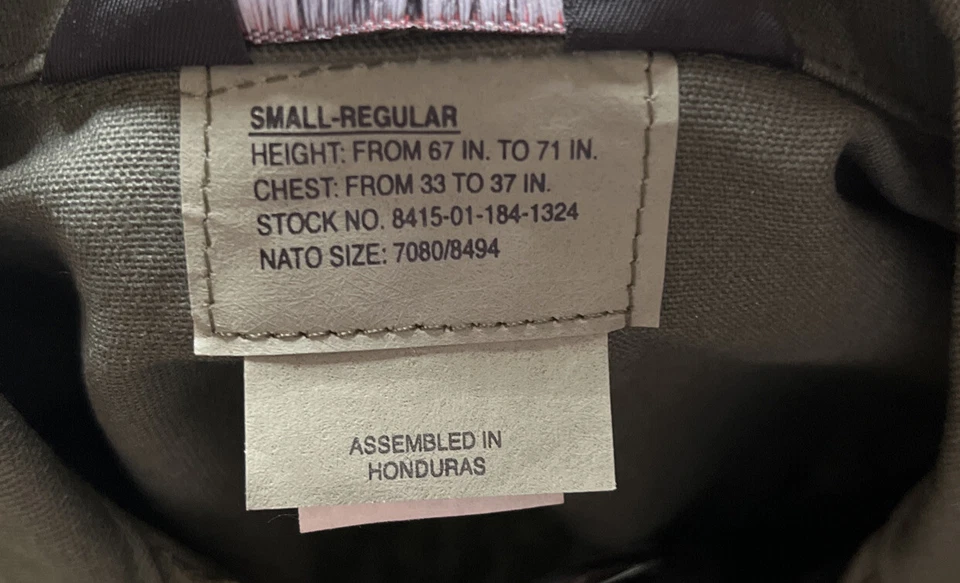 SMALL-REGULAR
HEIGHT: FROM 67 IN. TO 71 IN.
CHEST: FROM 33 TO 37 IN.
STOCK NO. 8415-01-184-1324
NATO SIZE: 7080/8494
ASSEMBLED IN
HONDURAS